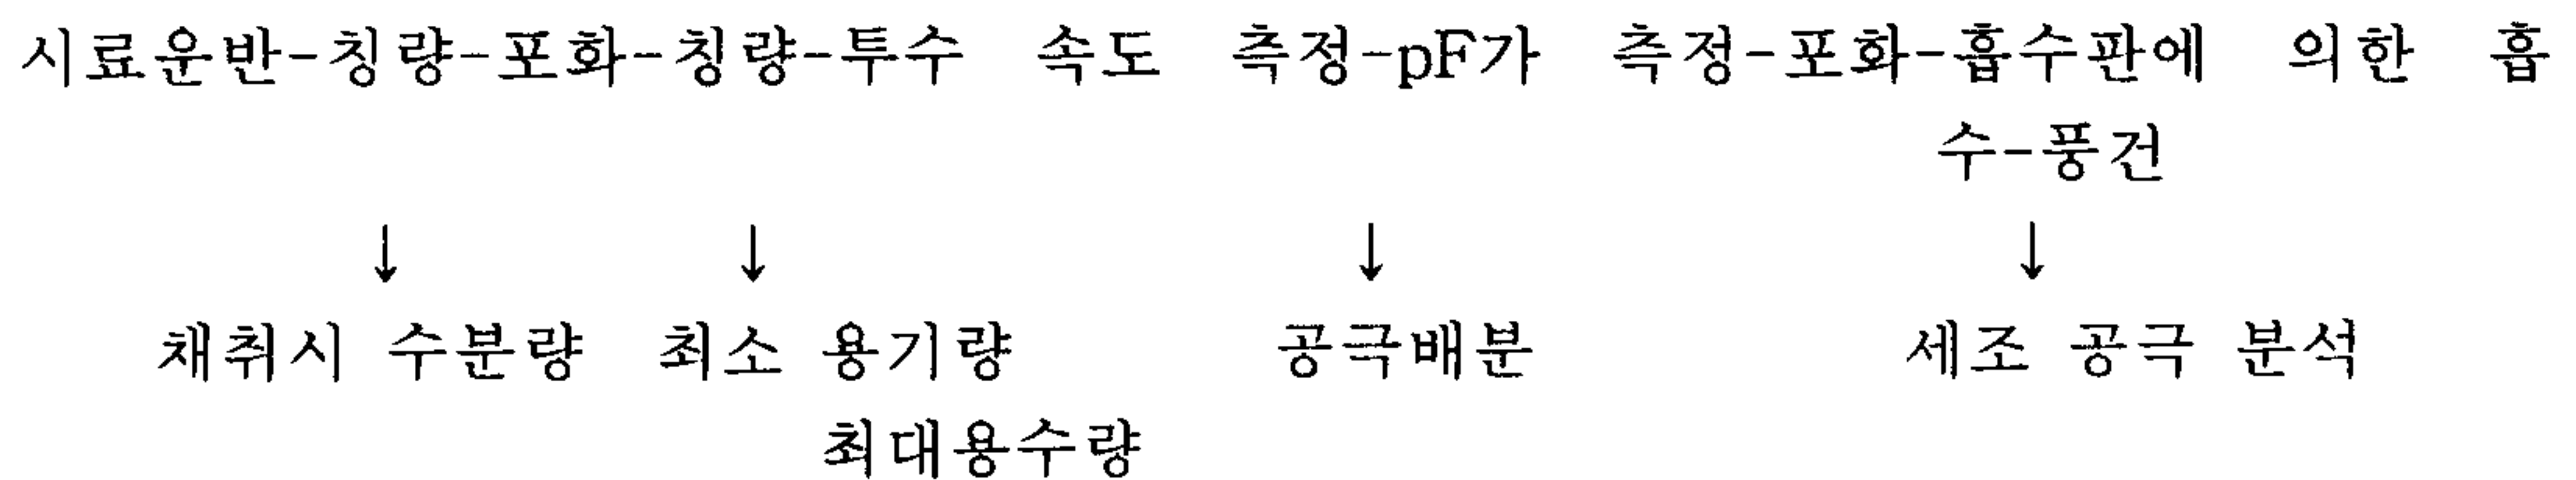 시료운반-칭량-포화-칭량-투수 속도 측정-pF가 측정-포화-흡수판에 의한 흡
수-풍건
↓ ↓ ↓ ↓
채취시 수분량 최소 용기량 공극배분 세조 공극 분석
최대용수량